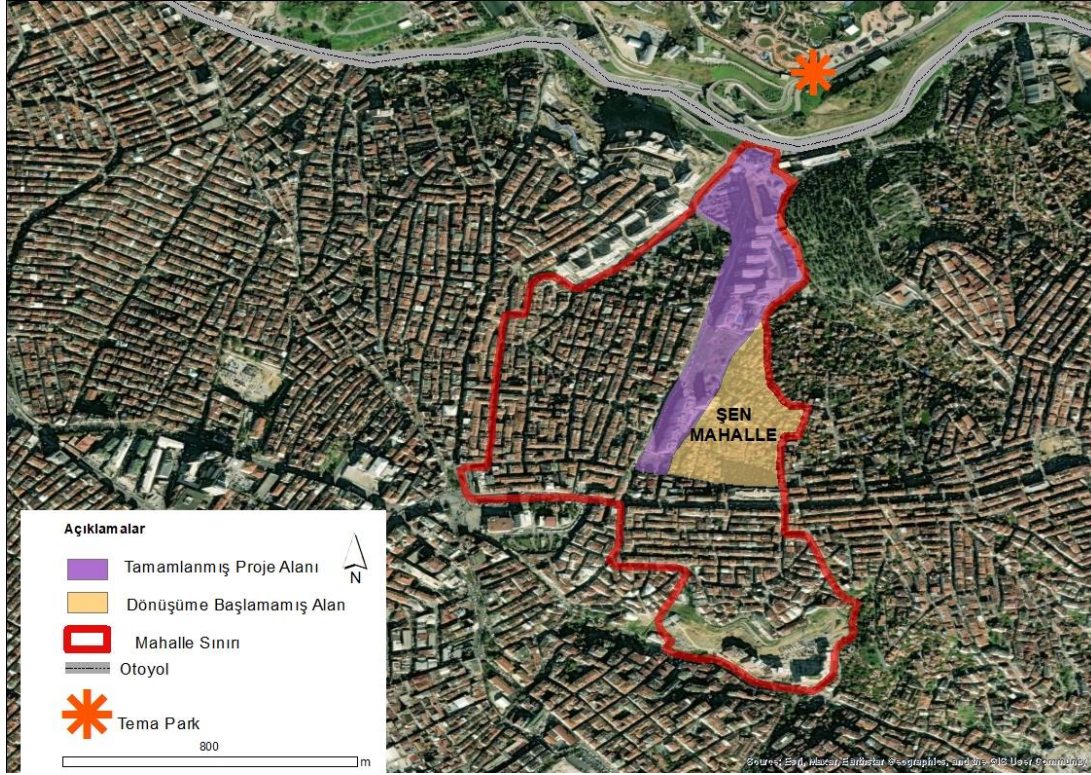 ŞEN
MAHALLE
Açıklamalar
Tamamlanmış Proje Alanı
N
Dönüşüme Başlamamış Alan
Mahalle Sınırı
Otoyol
Tema Park
800
m
Source: Esri, Maxar, Earthstar Geographics, and the GIS User Community